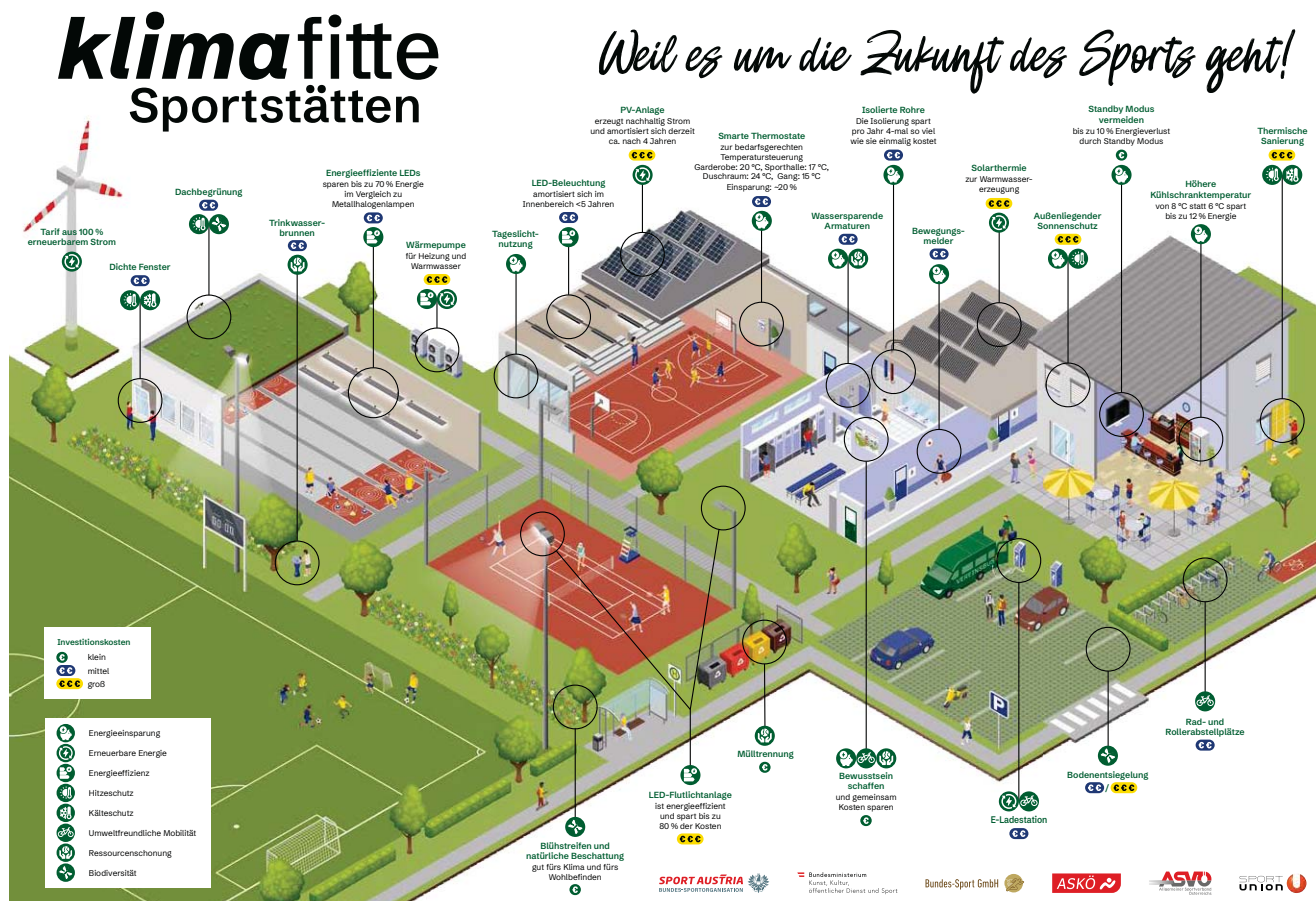 klimafitte
Sportstätten
Weil es um die Zukunft des Sports geht!
Tarif aus 100 %
erneuerbarem Strom
Dichte Fenster
€€
Dachbegrünung
€€
Trinkwasser-
brunnen
€€
Energieeffiziente LEDs
sparen bis zu 70 % Energie
im Vergleich zu
Metallhalogenlampen
€€
Wärmepumpe
für Heizung und
Warmwasser
€€€
Tageslicht-
nutzung
LED-Beleuchtung
amortisiert sich im
Innenbereich <5 Jahren
€€
PV-Anlage
erzeugt nachhaltig Strom
und amortisiert sich derzeit
ca. nach 4 Jahren
€€€
Smarte Thermostate
zur bedarfsgerechten
Temperatursteuerung
Garderobe: 20 °C, Sporthalle: 17 °C,
Duschraum: 24 °C, Gang: 15 °C
Einsparung: ~20 %
€€
Wassersparende
Armaturen
€€
Isolierte Rohre
Die Isolierung spart
pro Jahr 4-mal so viel
wie sie einmalig kostet
€€
Bewegungs-
melder
€€
Solarthermie
zur Warmwasser-
erzeugung
€€€
Außenliegender
Sonnenschutz
€€€
Standby Modus
vermeiden
bis zu 10 % Energieverlust
durch Standby Modus
€
Höhere
Kühlschranktemperatur
von 8 °C statt 6 °C spart
bis zu 12 % Energie
Thermische
Sanierung
€€€
00:00
VEREINSBUS
P
Investitionskosten
€ klein
€€ mittel
€€€ groß
Energieeinsparung
Erneuerbare Energie
Energieeffizienz
Hitzeschutz
Kälteschutz
Umweltfreundliche Mobilität
Ressourcenschonung
Biodiversität
Blühstreifen und
natürliche Beschattung
gut fürs Klima und fürs
Wohlbefinden
€
LED-Flutlichtanlage
ist energieeffizient
und spart bis zu
80 % der Kosten
€€€
Mülltrennung
€
Bewusstsein
schaffen
und gemeinsam
Kosten sparen
€
E-Ladestation
€€
Bodenentsiegelung
€€ / €€€
Rad- und
Rollerabstellplätze
€€
SPORT AUSTRIA
BUNDES-SPORTORGANISATION
Bundesministerium
Kunst, Kultur,
öffentlicher Dienst und Sport
Bundes-Sport GmbH
ASKÖ
ASVÖ
Allgemeiner Sportverband
Österreichs
SPORT
union